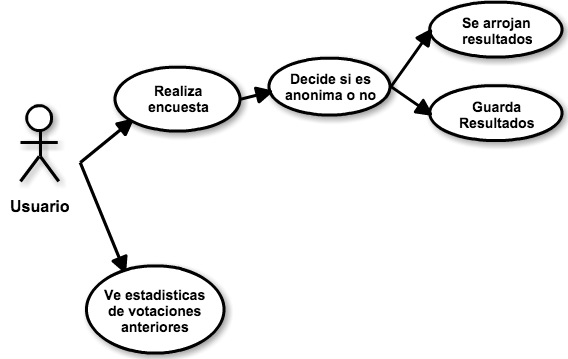 Se arrojan
resultados
Realiza
encuesta
Decide si es
anonima o no
Guarda
Resultados
Usuario
Ve estadisticas
de votaciones
anteriores